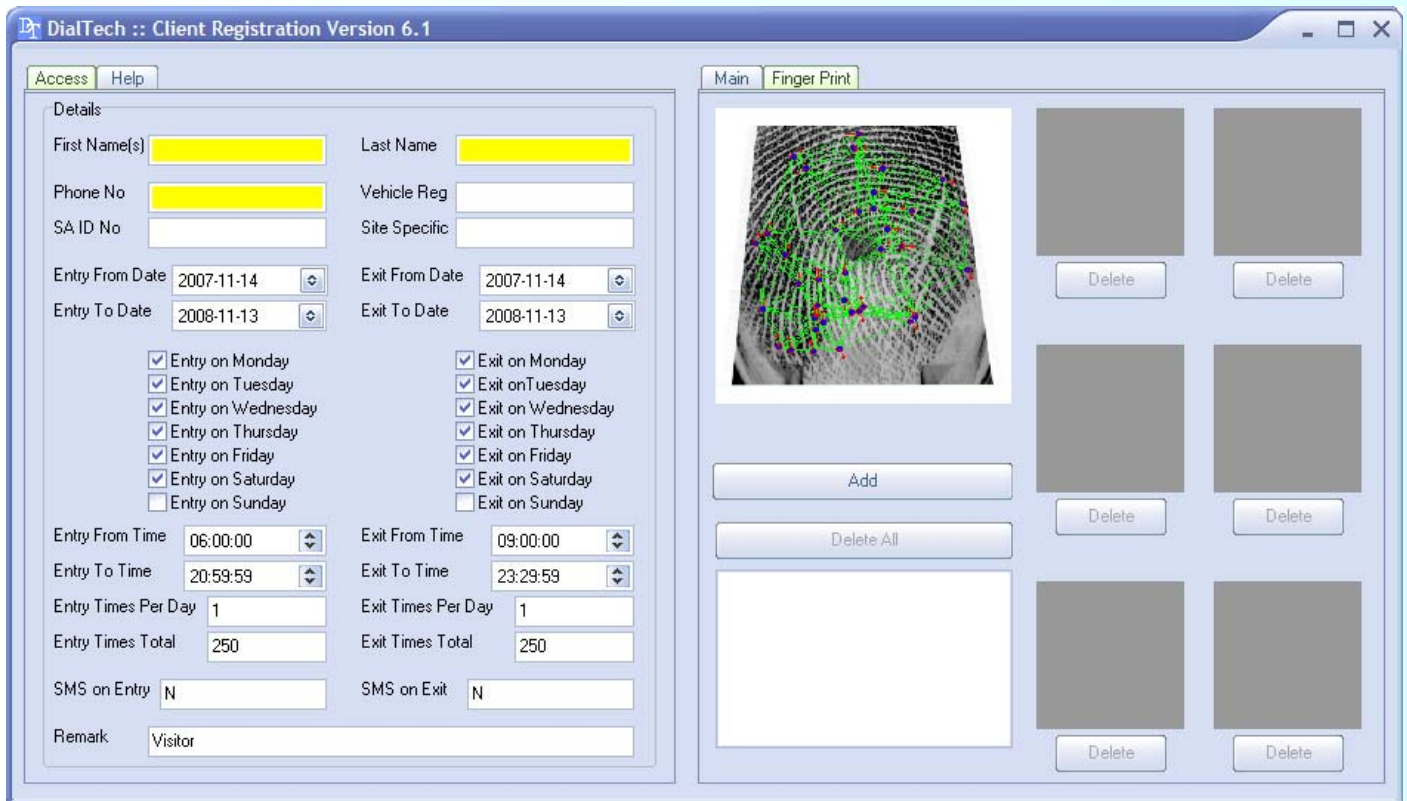 DT DialTech :: Client Registration Version 6.1
Access Help
Details
First Name(s) Last Name
Phone No Vehicle Reg
SA ID No Site Specific
Entry From Date 2007-11-14 Exit From Date 2007-11-14
Entry To Date 2008-11-13 Exit To Date 2008-11-13
Entry on Monday Exit on Monday
Entry on Tuesday Exit onTuesday
Entry on Wednesday Exit on Wednesday
Entry on Thursday Exit on Thursday
Entry on Friday Exit on Friday
Entry on Saturday Exit on Saturday
Entry on Sunday Exit on Sunday
Entry From Time 06:00:00 Exit From Time 09:00:00
Entry To Time 20:59:59 Exit To Time 23:29:59
Entry Times Per Day 1 Exit Times Per Day 1
Entry Times Total 250 Exit Times Total 250
SMS on Entry N SMS on Exit N
Remark Visitor
Main Finger Print
Delete Delete
Add
Delete All
Delete Delete
Delete Delete